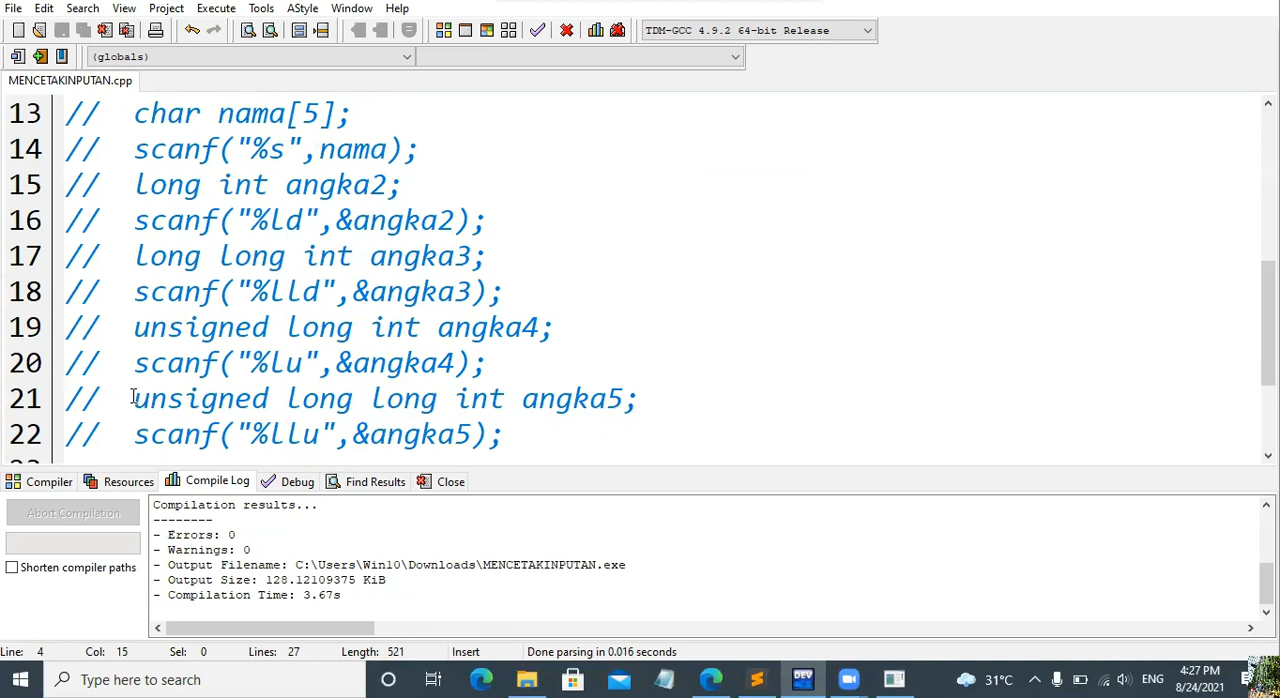 File Edit Search View Project Execute Tools AStyle Window Help
TDM-GCC 4.9.2 64-bit Release
(globals)
MENCETAKINPUTAN.cpp
13 // char nama[5];
14 // scanf("%s",nama);
15 // long int angka2;
16 // scanf("%ld",&angka2);
17 // long long int angka3;
18 // scanf("%lld",&angka3);
19 // unsigned long int angka4;
20 // scanf("%lu",&angka4);
21 // unsigned long long int angka5;
22 // scanf("%llu",&angka5);
Compiler Resources Compile Log Debug Find Results Close
Abort Compilation
Shorten compiler paths
Compilation results...
--------
- Errors: 0
- Warnings: 0
- Output Filename: C:\Users\Win10\Downloads\MENCETAKINPUTAN.exe
- Output Size: 128.12109375 KiB
- Compilation Time: 3.67s
Line: 4 Col: 15 Sel: 0 Lines: 27 Length: 521 Insert Done parsing in 0.016 seconds
Type here to search
DEV
31°C
ENG
4:27 PM
8/24/2021